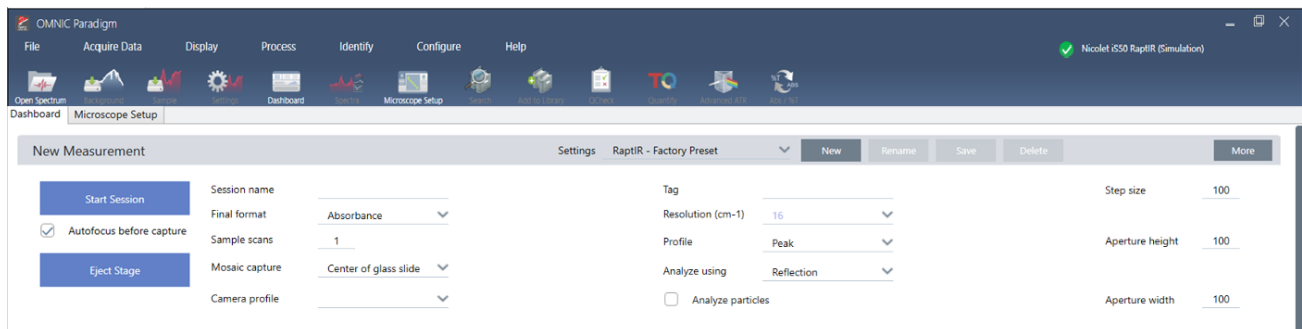 OMNIC Paradigm
File Acquire Data Display Process Identify Configure Help
Nicolet iS50 RaptIR (Simulation)
Open Spectrum Background Sample Settings Dashboard Spectra Microscope Setup Search Add to Library QCheck Quantify Advanced ATR Abs / %T
Dashboard Microscope Setup
New Measurement Settings RaptIR - Factory Preset New Rename Save Delete More
Start Session Session name Tag Step size 100
Final format Absorbance Resolution (cm-1) 16
Autofocus before capture Sample scans 1 Profile Peak Aperture height 100
Eject Stage Mosaic capture Center of glass slide Analyze using Reflection
Camera profile Analyze particles Aperture width 100